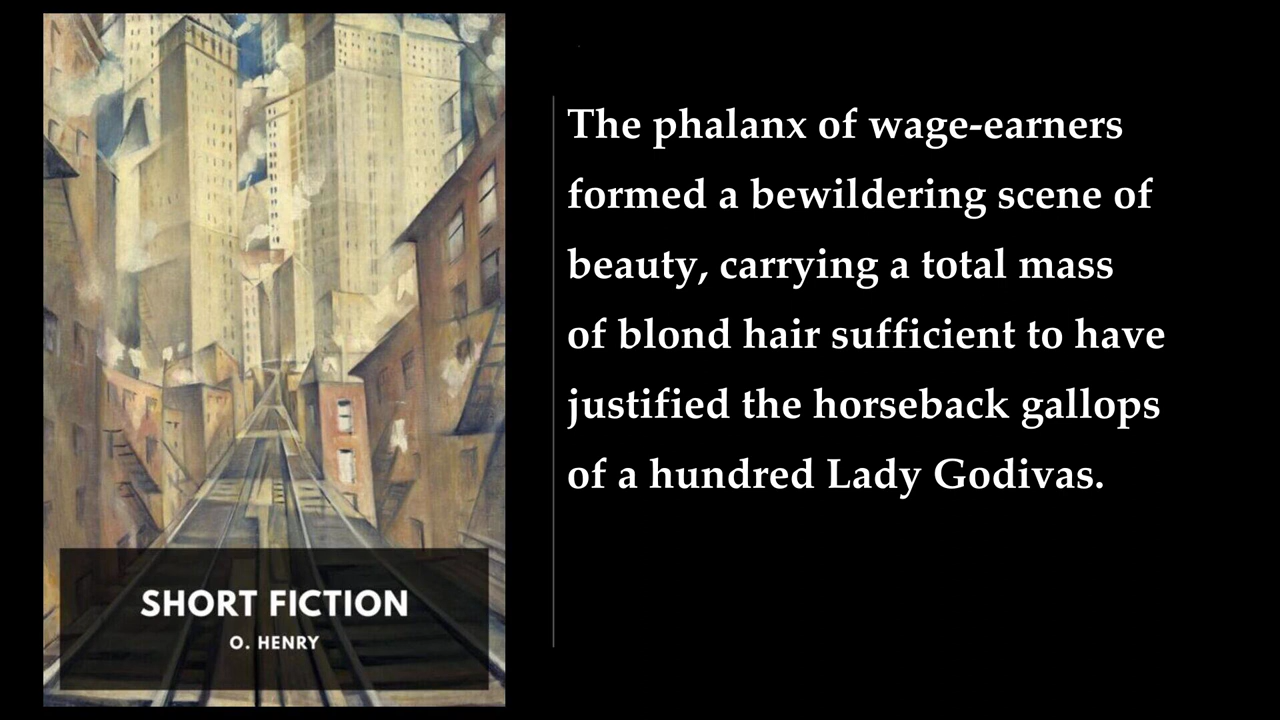 The phalanx of wage-earners
formed a bewildering scene of
beauty, carrying a total mass
of blond hair sufficient to have
justified the horseback gallops
of a hundred Lady Godivas.
SHORT FICTION
O. HENRY